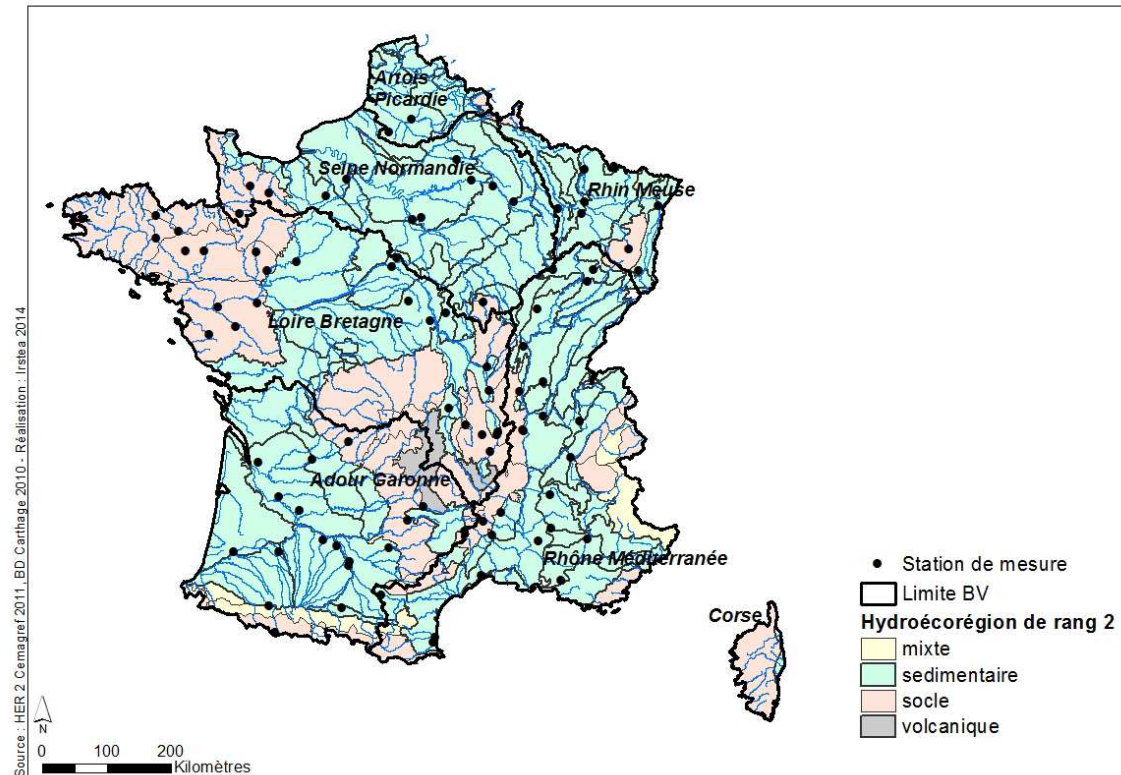 Artois
Picardie
Seine Normandie
Rhin Meuse
Loire Bretagne
Adour Garonne
Rhône Méditerranée
Corse
Station de mesure
Limite BV
Hydroécorégion de rang 2
mixte
sedimentaire
socle
volcanique
N
0 100 200
Kilomètres
Source : HER 2 Cemagref 2011, BD Carthage 2010 - Réalisation : Irstea 2014